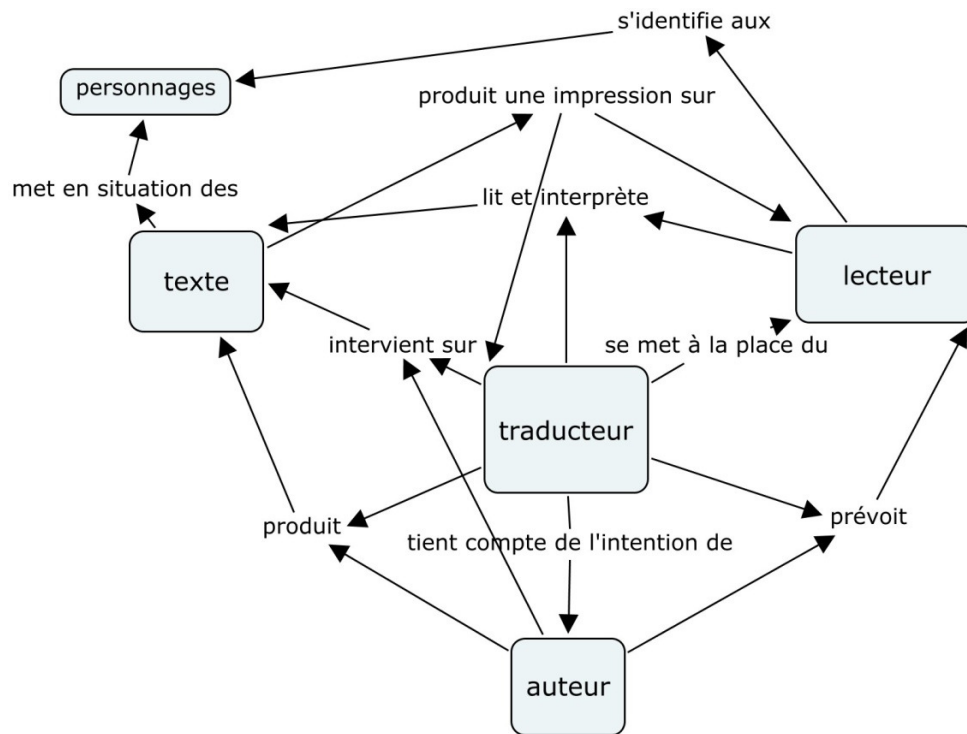 s'identifie aux
personnages
produit une impression sur
met en situation des
lit et interprète
texte
lecteur
intervient sur
se met à la place du
traducteur
produit
prévoit
tient compte de l'intention de
auteur